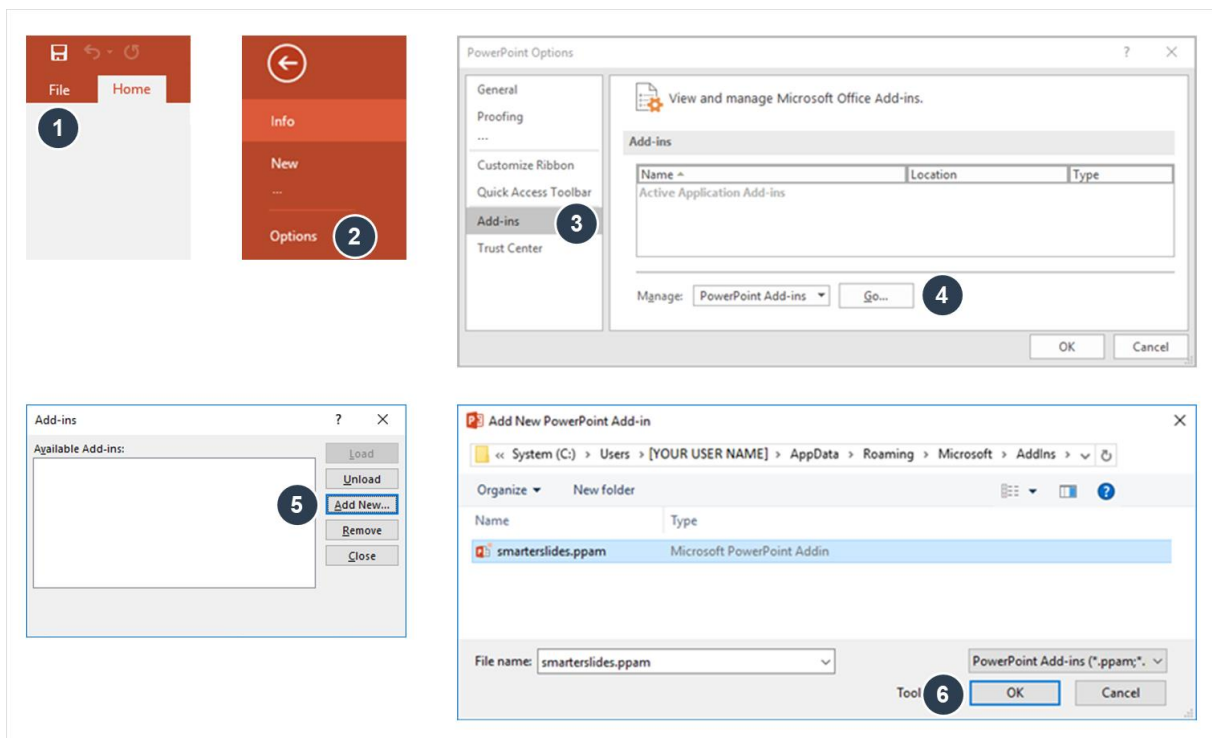 File
Home
1
Info
New
...
Options
2
PowerPoint Options
?
General
Proofing
...
Customize Ribbon
Quick Access Toolbar
Add-ins
3
Trust Center
View and manage Microsoft Office Add-ins.
Add-ins
Name Location Type
Active Application Add-ins
Manage: PowerPoint Add-ins Go...
4
OK Cancel
Add-ins
?
Available Add-ins:
Load
Unload
5
Add New...
Remove
Close
Add New PowerPoint Add-in
« System (C:) › Users › [YOUR USER NAME] › AppData › Roaming › Microsoft › AddIns ›
Organize New folder
?
Name Type
smarterslides.ppam Microsoft PowerPoint Addin
File name: smarterslides.ppam
PowerPoint Add-ins (*.ppam;*.
Tool
6
OK Cancel